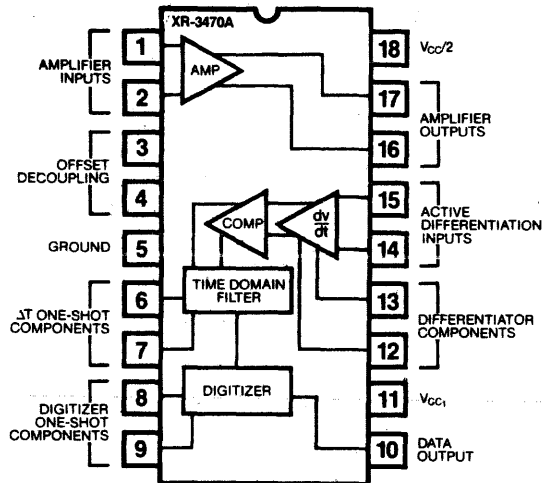 XR-3470A
1
2
3
4
5
6
7
8
9
AMPLIFIER
INPUTS
OFFSET
DECOUPLING
GROUND
ΔT ONE-SHOT
COMPONENTS
DIGITIZER
ONE-SHOT
COMPONENTS
AMP
COMP
dv
dt
TIME DOMAIN
FILTER
DIGITIZER
18
17
16
15
14
13
12
11
10
VCC/2
AMPLIFIER
OUTPUTS
ACTIVE
DIFFERENTIATION
INPUTS
DIFFERENTIATOR
COMPONENTS
VCC1
DATA
OUTPUT